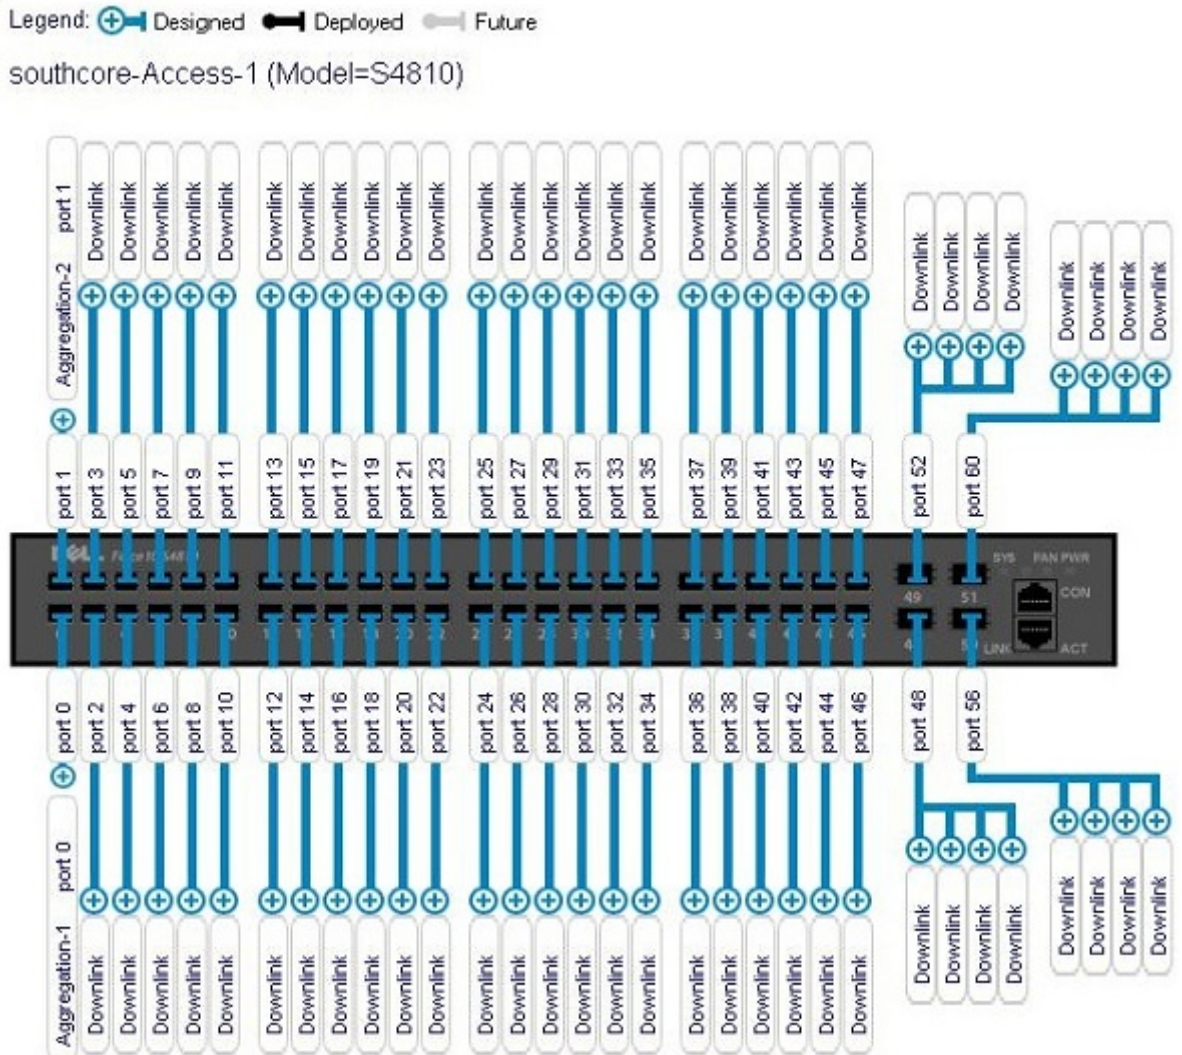 Legend: Designed Deployed Future
southcore-Access-1 (Model=S4810)
Aggregation-2 port 1
Downlink Downlink Downlink Downlink Downlink
Downlink Downlink Downlink Downlink Downlink Downlink
Downlink Downlink Downlink Downlink Downlink Downlink
Downlink Downlink Downlink Downlink Downlink Downlink
Downlink Downlink Downlink Downlink
Downlink Downlink Downlink Downlink
port 1 port 3 port 5 port 7 port 9 port 11
port 13 port 15 port 17 port 19 port 21 port 23
port 25 port 27 port 29 port 31 port 33 port 35
port 37 port 39 port 41 port 43 port 45 port 47
port 52 port 60
SYS FAN PWR
49 51 CON
LINK ACT
port 0 port 2 port 4 port 6 port 8 port 10
port 12 port 14 port 16 port 18 port 20 port 22
port 24 port 26 port 28 port 30 port 32 port 34
port 36 port 38 port 40 port 42 port 44 port 46
port 48 port 56
Aggregation-1 port 0
Downlink Downlink Downlink Downlink Downlink
Downlink Downlink Downlink Downlink Downlink Downlink
Downlink Downlink Downlink Downlink Downlink Downlink
Downlink Downlink Downlink Downlink Downlink Downlink
Downlink Downlink Downlink Downlink
Downlink Downlink Downlink Downlink